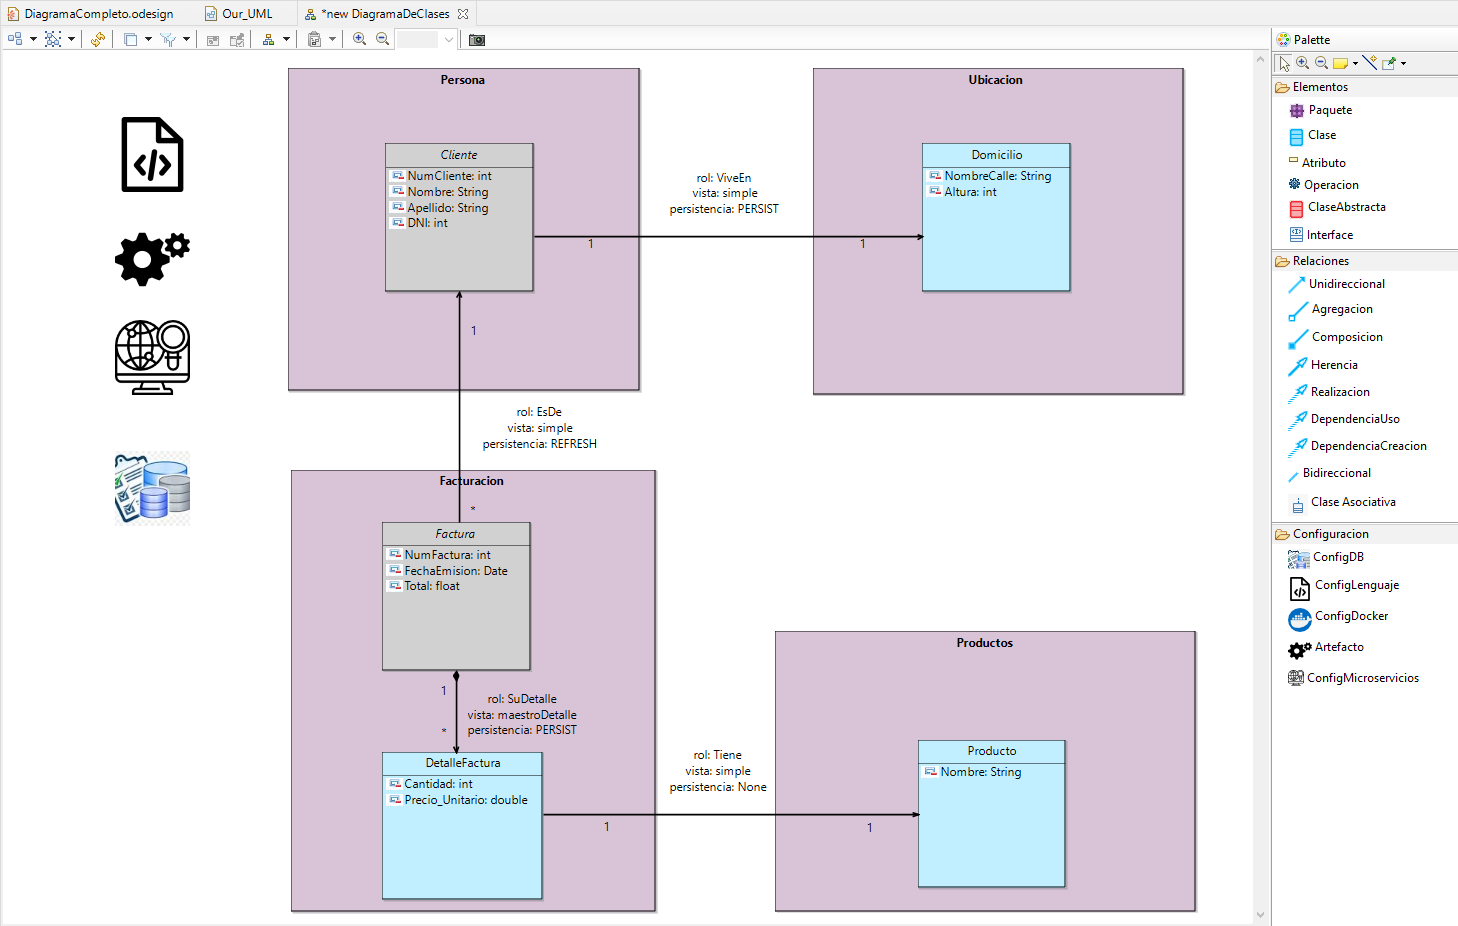 DiagramaCompleto.odesign
Our_UML
*new DiagramaDeClases
Palette
Elementos
Paquete
Clase
Atributo
Operacion
ClaseAbstracta
Interface
Relaciones
Unidireccional
Agregacion
Composicion
Herencia
Realizacion
DependenciaUso
DependenciaCreacion
Bidireccional
Clase Asociativa
Configuracion
ConfigDB
ConfigLenguaje
ConfigDocker
Artefacto
ConfigMicroservicios
Persona
Cliente
NumCliente: int
Nombre: String
Apellido: String
DNI: int
rol: ViveEn
vista: simple
persistencia: PERSIST
1
1
Ubicacion
Domicilio
NombreCalle: String
Altura: int
1
rol: EsDe
vista: simple
persistencia: REFRESH
*
Facturacion
Factura
NumFactura: int
FechaEmision: Date
Total: float
1
rol: SuDetalle
vista: maestroDetalle
persistencia: PERSIST
*
DetalleFactura
Cantidad: int
Precio_Unitario: double
rol: Tiene
vista: simple
persistencia: None
1
1
Productos
Producto
Nombre: String